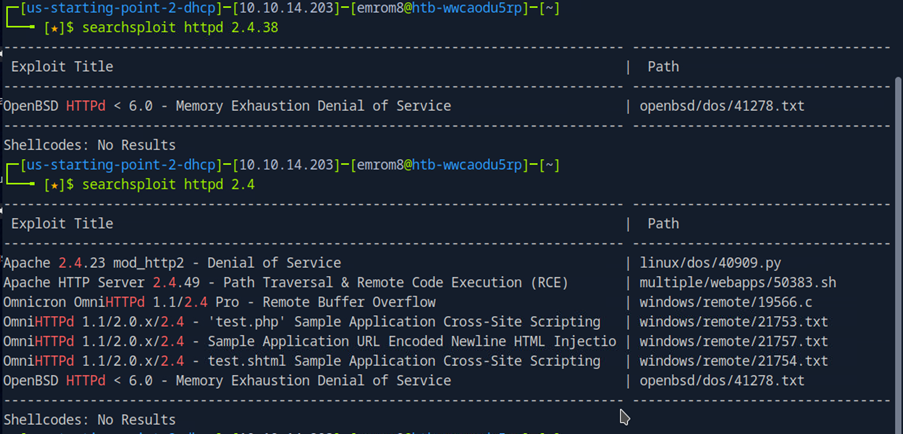 [us-starting-point-2-dhcp]─[10.10.14.203]─[emrom8@htb-wwcaodu5rp]─[~]
[★]$ searchsploit httpd 2.4.38
Exploit Title | Path
OpenBSD HTTPd < 6.0 - Memory Exhaustion Denial of Service | openbsd/dos/41278.txt
Shellcodes: No Results
[us-starting-point-2-dhcp]─[10.10.14.203]─[emrom8@htb-wwcaodu5rp]─[~]
[★]$ searchsploit httpd 2.4
Exploit Title | Path
Apache 2.4.23 mod_http2 - Denial of Service | linux/dos/40909.py
Apache HTTP Server 2.4.49 - Path Traversal & Remote Code Execution (RCE) | multiple/webapps/50383.sh
Omnicron OmniHTTPd 1.1/2.4 Pro - Remote Buffer Overflow | windows/remote/19566.c
OmniHTTPd 1.1/2.0.x/2.4 - 'test.php' Sample Application Cross-Site Scripting | windows/remote/21753.txt
OmniHTTPd 1.1/2.0.x/2.4 - Sample Application URL Encoded Newline HTML Injectio | windows/remote/21757.txt
OmniHTTPd 1.1/2.0.x/2.4 - test.shtml Sample Application Cross-Site Scripting | windows/remote/21754.txt
OpenBSD HTTPd < 6.0 - Memory Exhaustion Denial of Service | openbsd/dos/41278.txt
Shellcodes: No Results